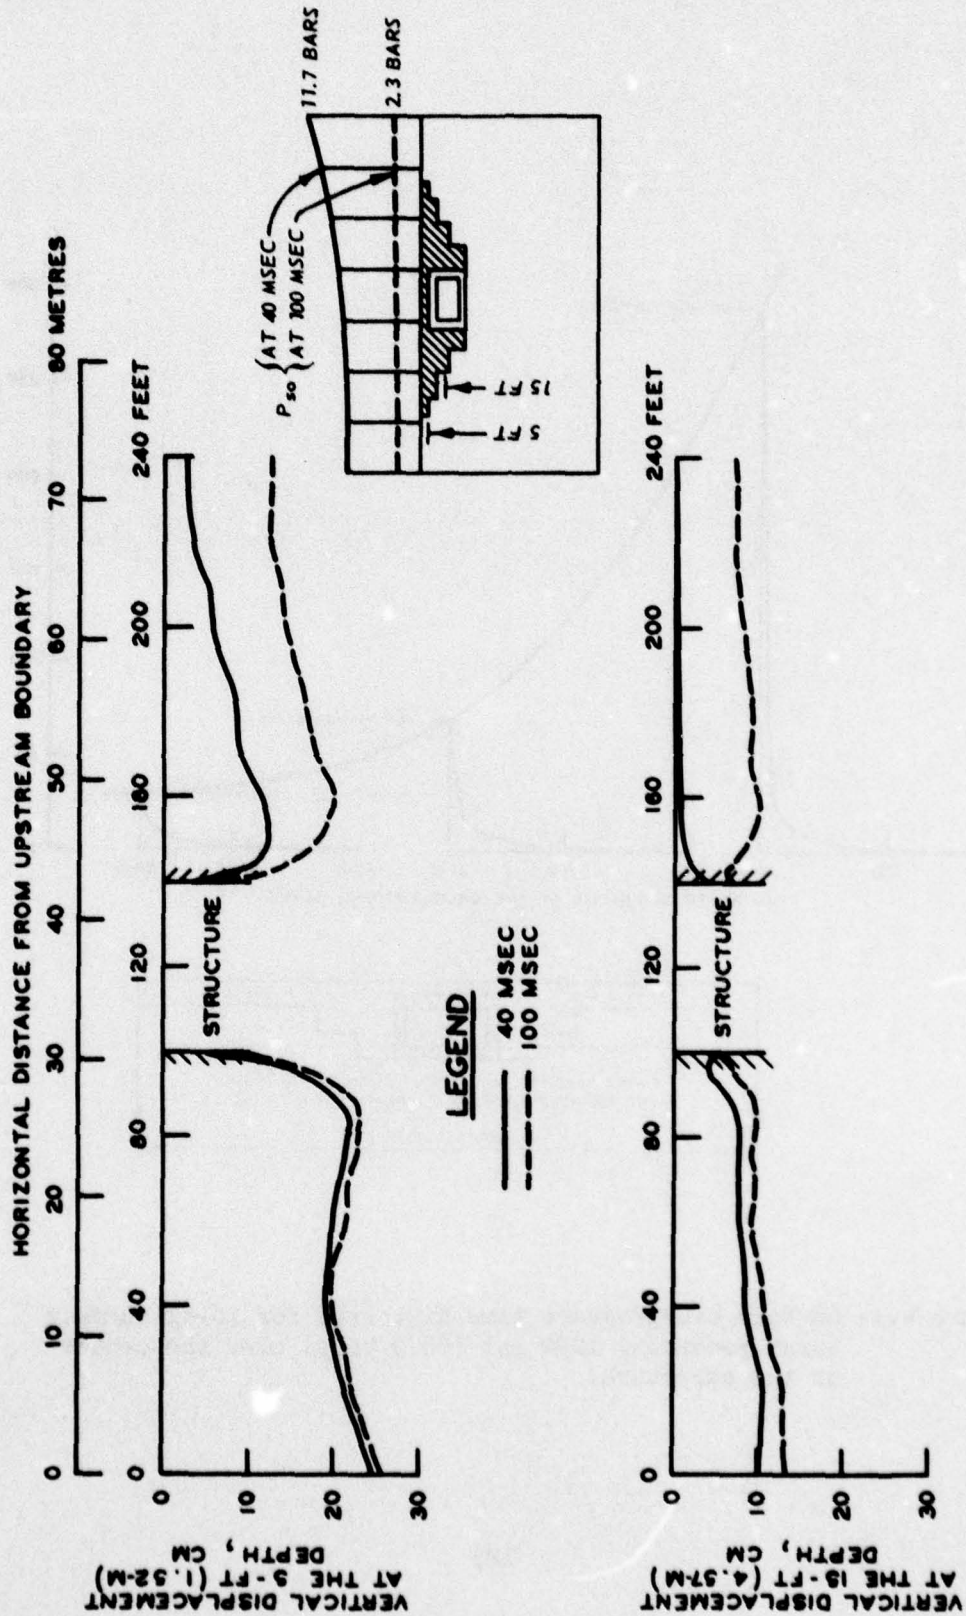 HORIZONTAL DISTANCE FROM UPSTREAM BOUNDARY
0 10 20 30 40 50 60 70 80 METRES
0 40 80 120 160 200 240 FEET
VERTICAL DISPLACEMENT
AT THE 5-FT (1.52-M)
DEPTH, CM
0
10
20
30
STRUCTURE
LEGEND
40 MSEC
100 MSEC
P so { AT 40 MSEC
{ AT 100 MSEC
11.7 BARS
2.3 BARS
5 FT
15 FT
0 40 80 120 160 200 240 FEET
VERTICAL DISPLACEMENT
AT THE 15-FT (4.57-M)
DEPTH, CM
0
10
20
30
STRUCTURE